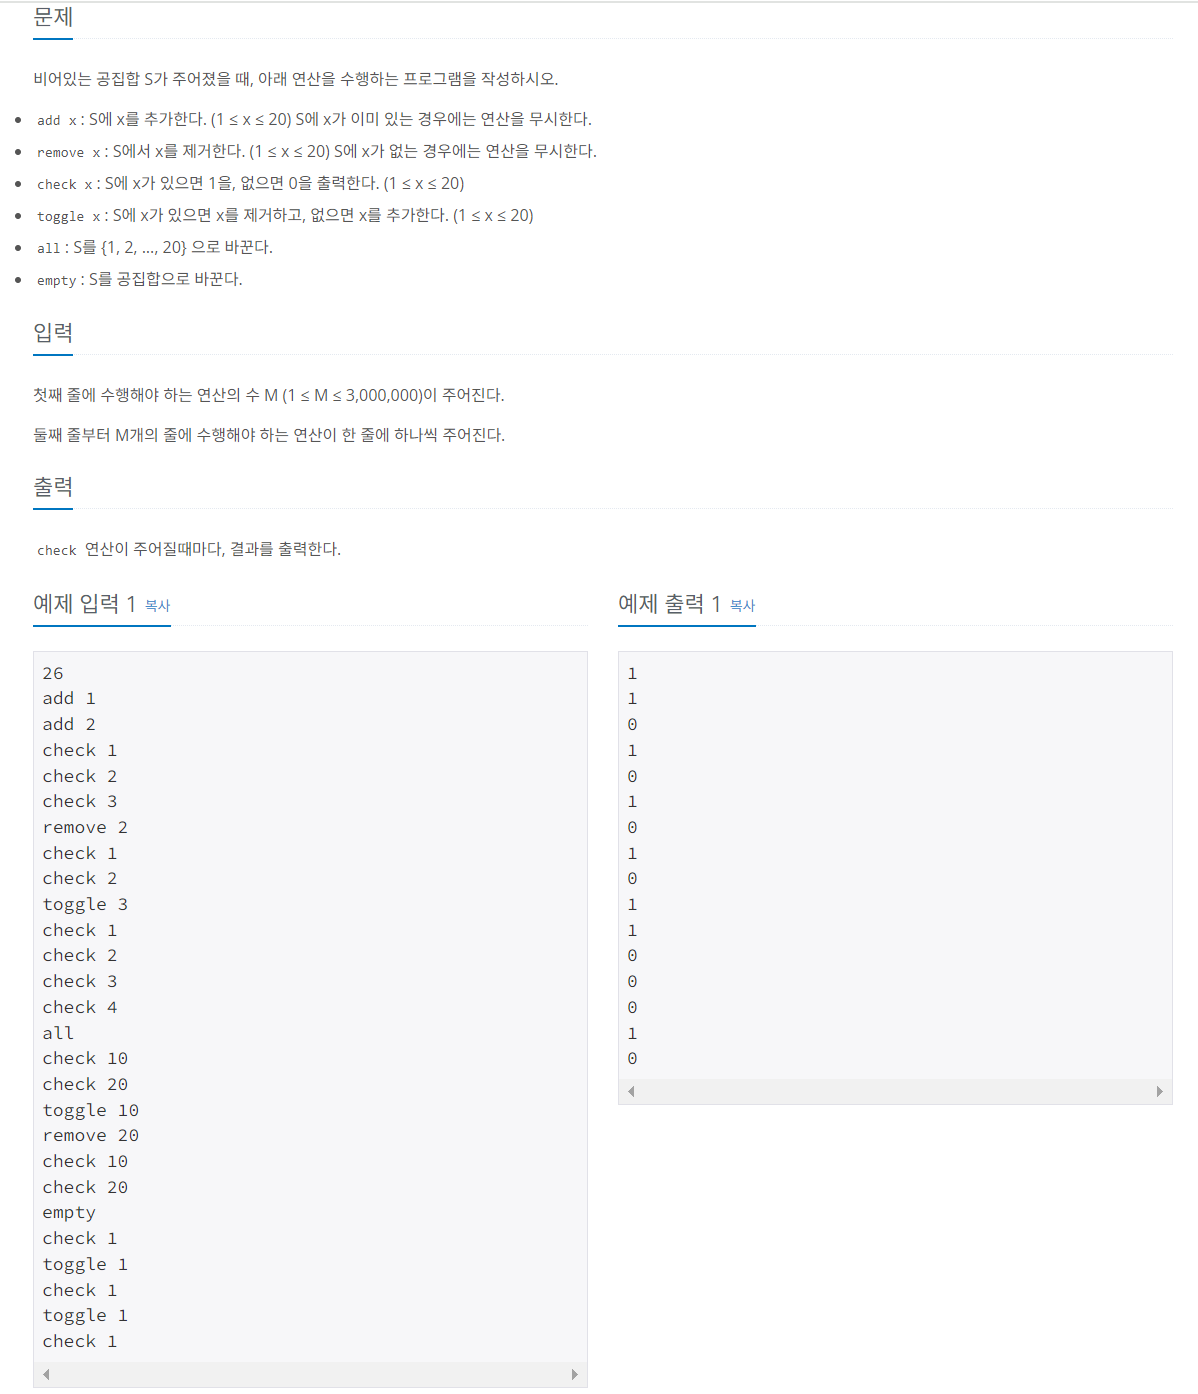 문제
비어있는 공집합 S가 주어졌을 때, 아래 연산을 수행하는 프로그램을 작성하시오.
add x : S에 x를 추가한다. (1 ≤ x ≤ 20) S에 x가 이미 있는 경우에는 연산을 무시한다.
remove x : S에서 x를 제거한다. (1 ≤ x ≤ 20) S에 x가 없는 경우에는 연산을 무시한다.
check x : S에 x가 있으면 1을, 없으면 0을 출력한다. (1 ≤ x ≤ 20)
toggle x : S에 x가 있으면 x를 제거하고, 없으면 x를 추가한다. (1 ≤ x ≤ 20)
all : S를 {1, 2, ..., 20} 으로 바꾼다.
empty : S를 공집합으로 바꾼다.
입력
첫째 줄에 수행해야 하는 연산의 수 M (1 ≤ M ≤ 3,000,000)이 주어진다.
둘째 줄부터 M개의 줄에 수행해야 하는 연산이 한 줄에 하나씩 주어진다.
출력
check 연산이 주어질때마다, 결과를 출력한다.
예제 입력 1 복사
26
add 1
add 2
check 1
check 2
check 3
remove 2
check 1
check 2
toggle 3
check 1
check 2
check 3
check 4
all
check 10
check 20
toggle 10
remove 20
check 10
check 20
empty
check 1
toggle 1
check 1
toggle 1
check 1
예제 출력 1 복사
1
1
0
1
0
1
0
1
0
1
1
0
0
0
1
0